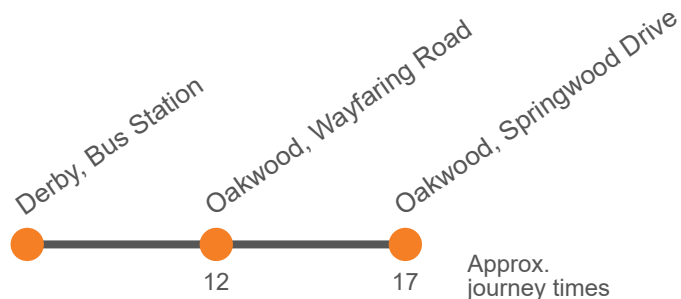 Derby, Bus Station
Oakwood, Wayfaring Road
Oakwood, Springwood Drive
12
17
Approx.
journey times